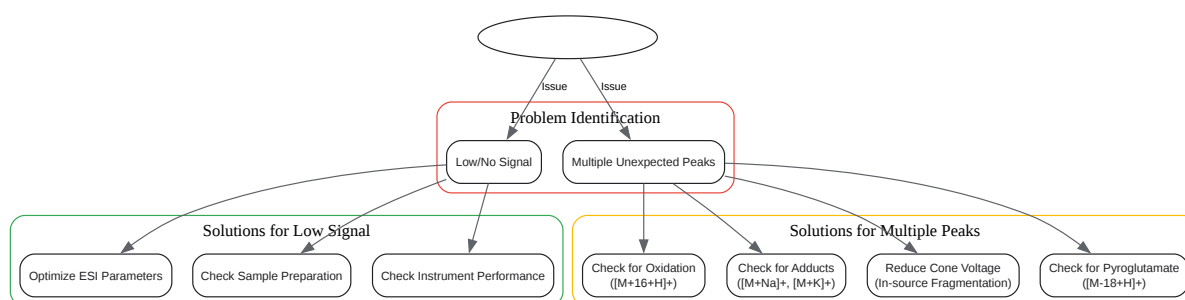 Issue
Issue
Problem Identification
Low/No Signal
Multiple Unexpected Peaks
Solutions for Low Signal
Solutions for Multiple Peaks
Optimize ESI Parameters
Check Sample Preparation
Check Instrument Performance
Check for Oxidation
([M+16+H]+)
Check for Adducts
([M+Na]+, [M+K]+)
Reduce Cone Voltage
(In-source Fragmentation)
Check for Pyroglutamate
([M-18+H]+)